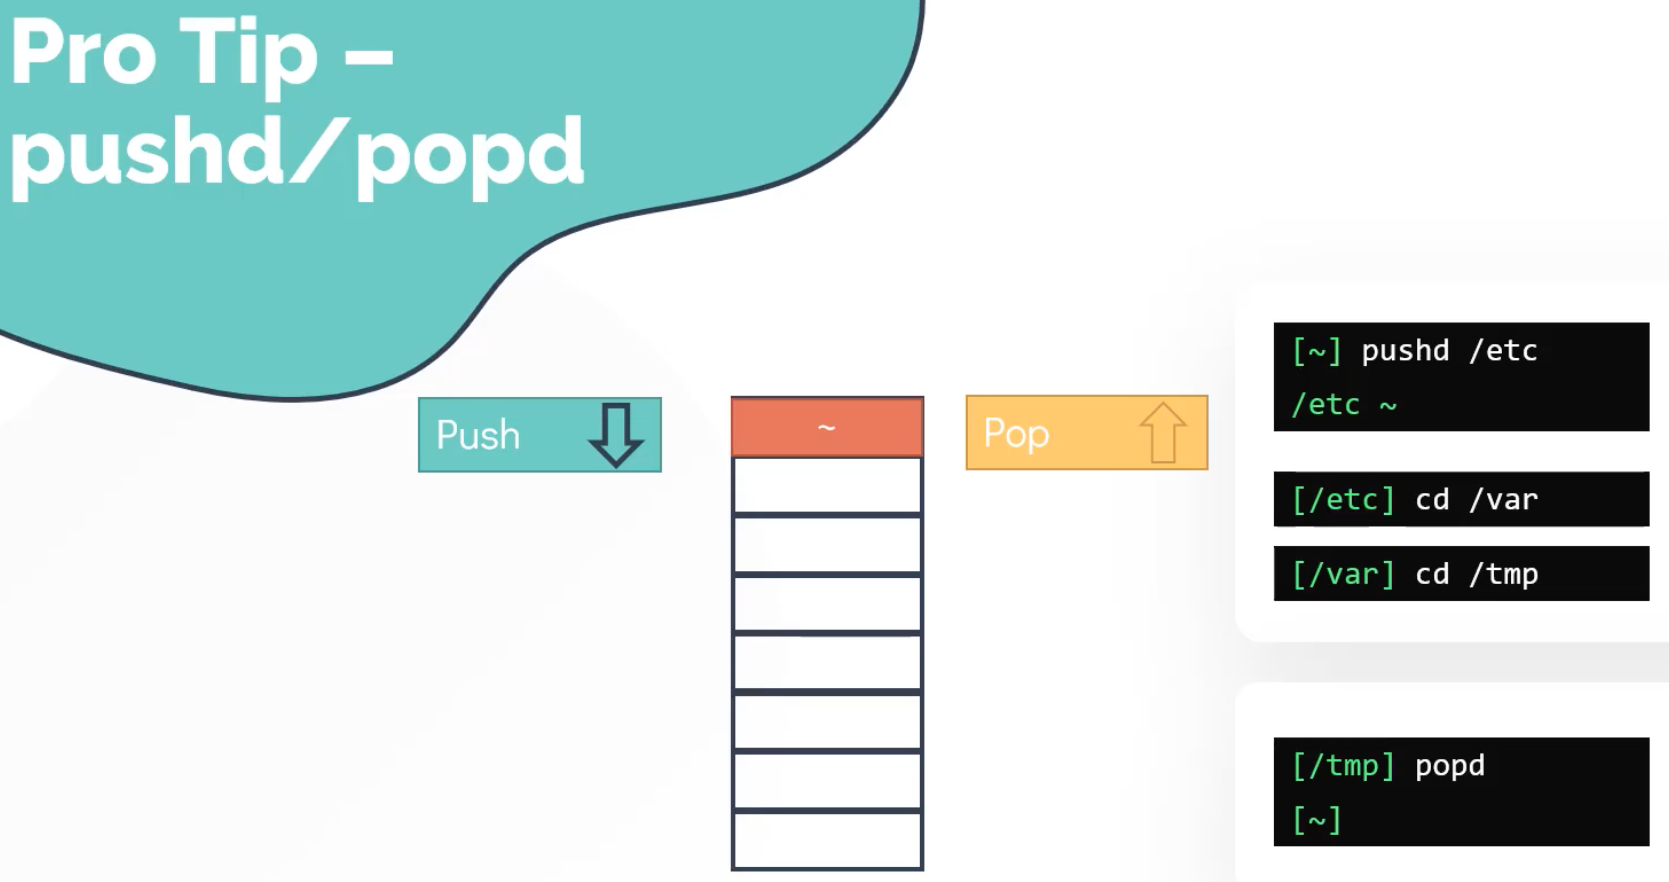 Pro Tip –
pushd/popd
Push
~
Pop
[~] pushd /etc
/etc ~
[/etc] cd /var
[/var] cd /tmp
[/tmp] popd
[~]